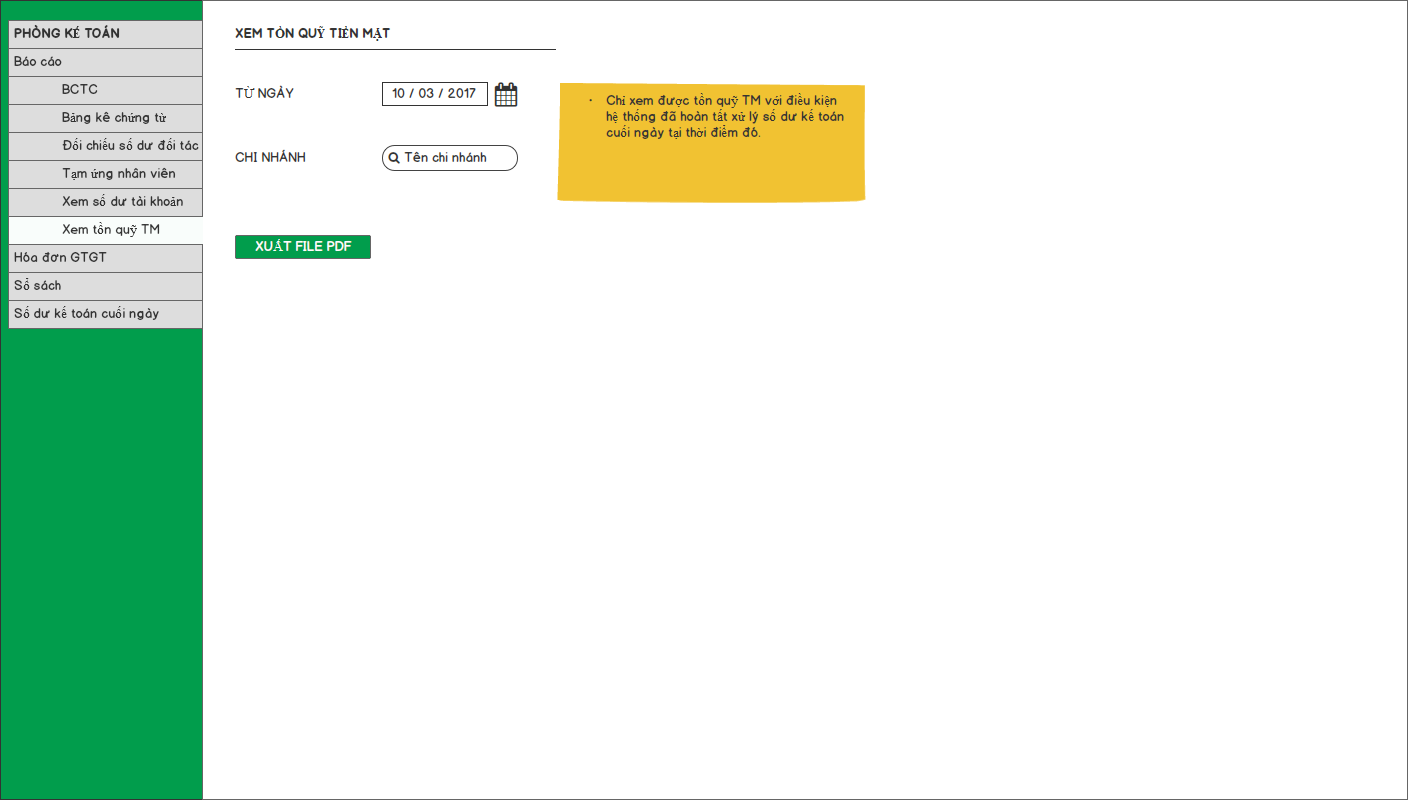 PHÒNG KẾ TOÁN
Báo cáo
BCTC
Bảng kê chứng từ
Đối chiếu số dư đối tác
Tạm ứng nhân viên
Xem số dư tài khoản
Xem tồn quỹ TM
Hóa đơn GTGT
Sổ sách
Số dư kế toán cuối ngày
XEM TỒN QUỸ TIỀN MẶT
TỪ NGÀY
10 / 03 / 2017
CHI NHÁNH
Tên chi nhánh
XUẤT FILE PDF
• Chỉ xem được tồn quỹ TM với điều kiện
hệ thống đã hoàn tất xử lý số dư kế toán
cuối ngày tại thời điểm đó.